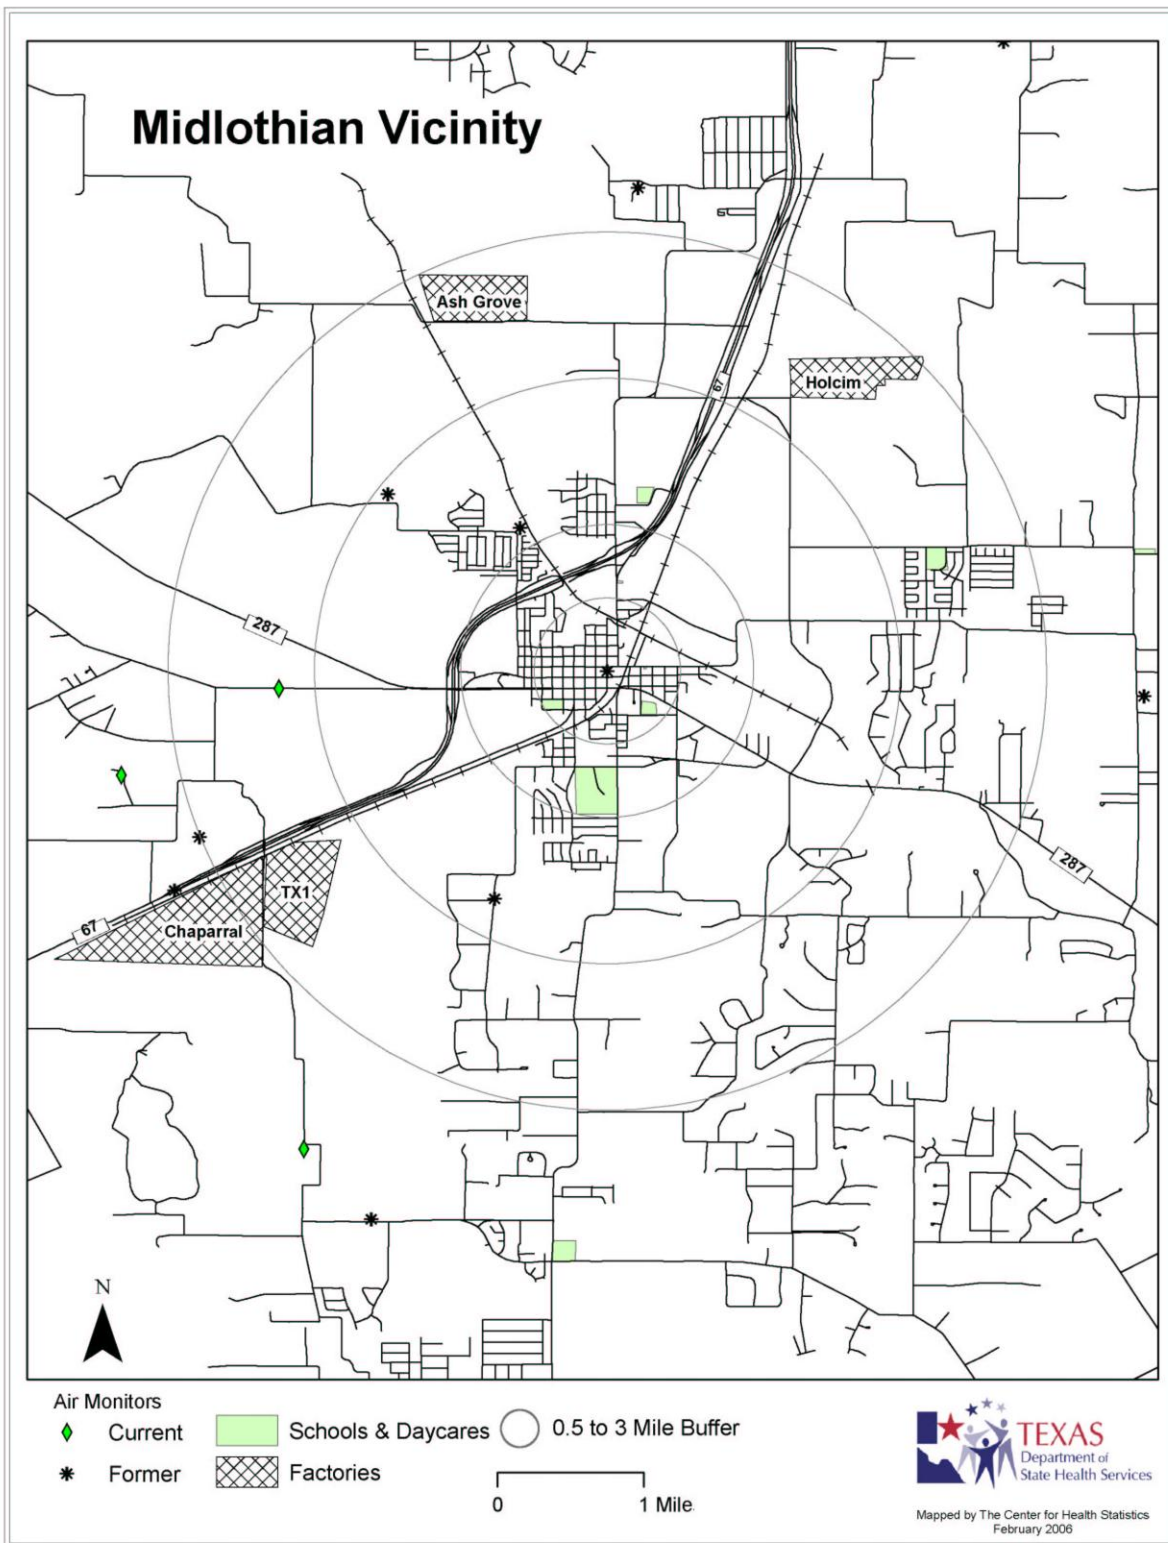 Midlothian Vicinity
Ash Grove
67
Holcim
287
TX1
287
67
Chaparral
N
Air Monitors
Current
Former
Schools & Daycares
Factories
0.5 to 3 Mile Buffer
0
1 Mile
TEXAS
Department of
State Health Services
Mapped by The Center for Health Statistics
February 2006